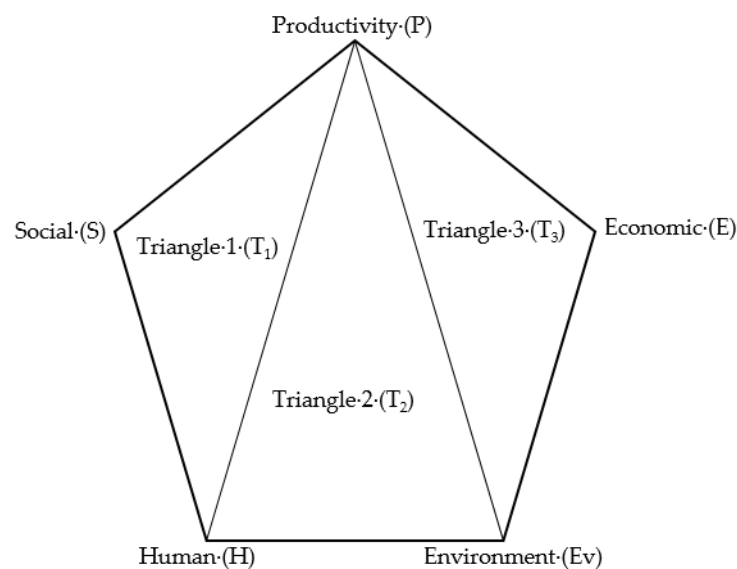 Productivity·(P)
Social·(S)
Economic·(E)
Triangle·1·(T₁)
Triangle·3·(T₃)
Triangle·2·(T₂)
Human·(H)
Environment·(Ev)